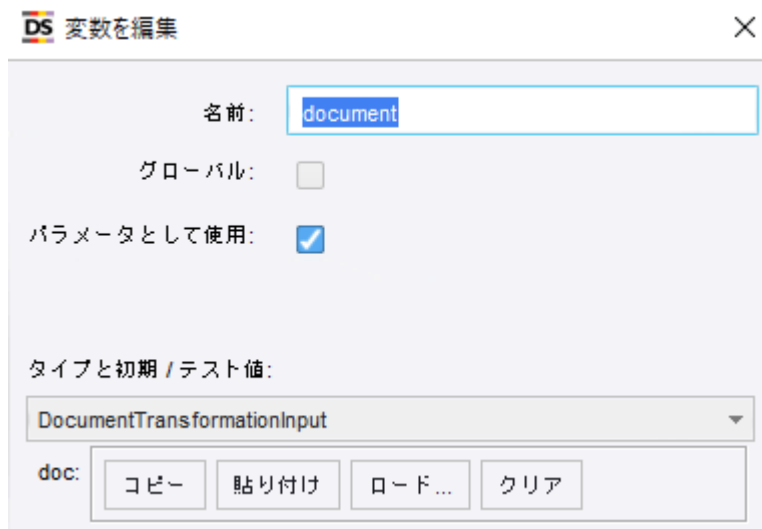 DS 変数を編集
名前: document
グローバル:
パラメータとして使用:
タイプと初期 / テスト値:
DocumentTransformationInput
doc: コピー 貼り付け ロード... クリア